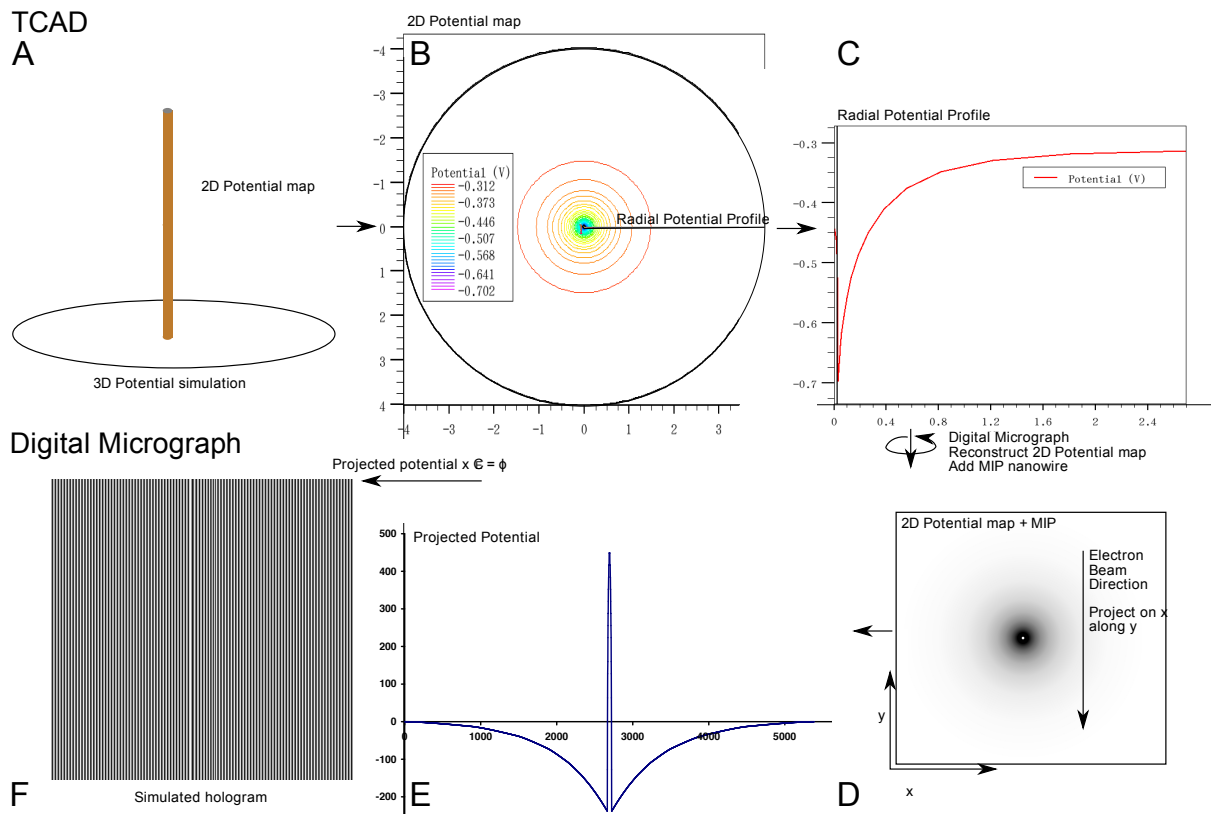 TCAD
A
2D Potential map
3D Potential simulation
2D Potential map
B
-4
-3
-2
-1
0
1
2
3
4
Potential (V)
-0.312
-0.373
-0.446
-0.507
-0.568
-0.641
-0.702
Radial Potential Profile
-4 -3 -2 -1 0 1 2 3
C
Radial Potential Profile
-0.3
-0.4
-0.5
-0.6
-0.7
Potential (V)
0 0.4 0.8 1.2 1.6 2 2.4
Digital Micrograph
Reconstruct 2D Potential map
Add MIP nanowire
2D Potential map + MIP
Electron
Beam
Direction
Project on x
along y
y
x
D
Projected Potential
500
400
300
200
100
0
-100
-200
0 1000 2000 3000 4000 5000
E
Digital Micrograph
Projected potential x C = ϕ
Simulated hologram
F